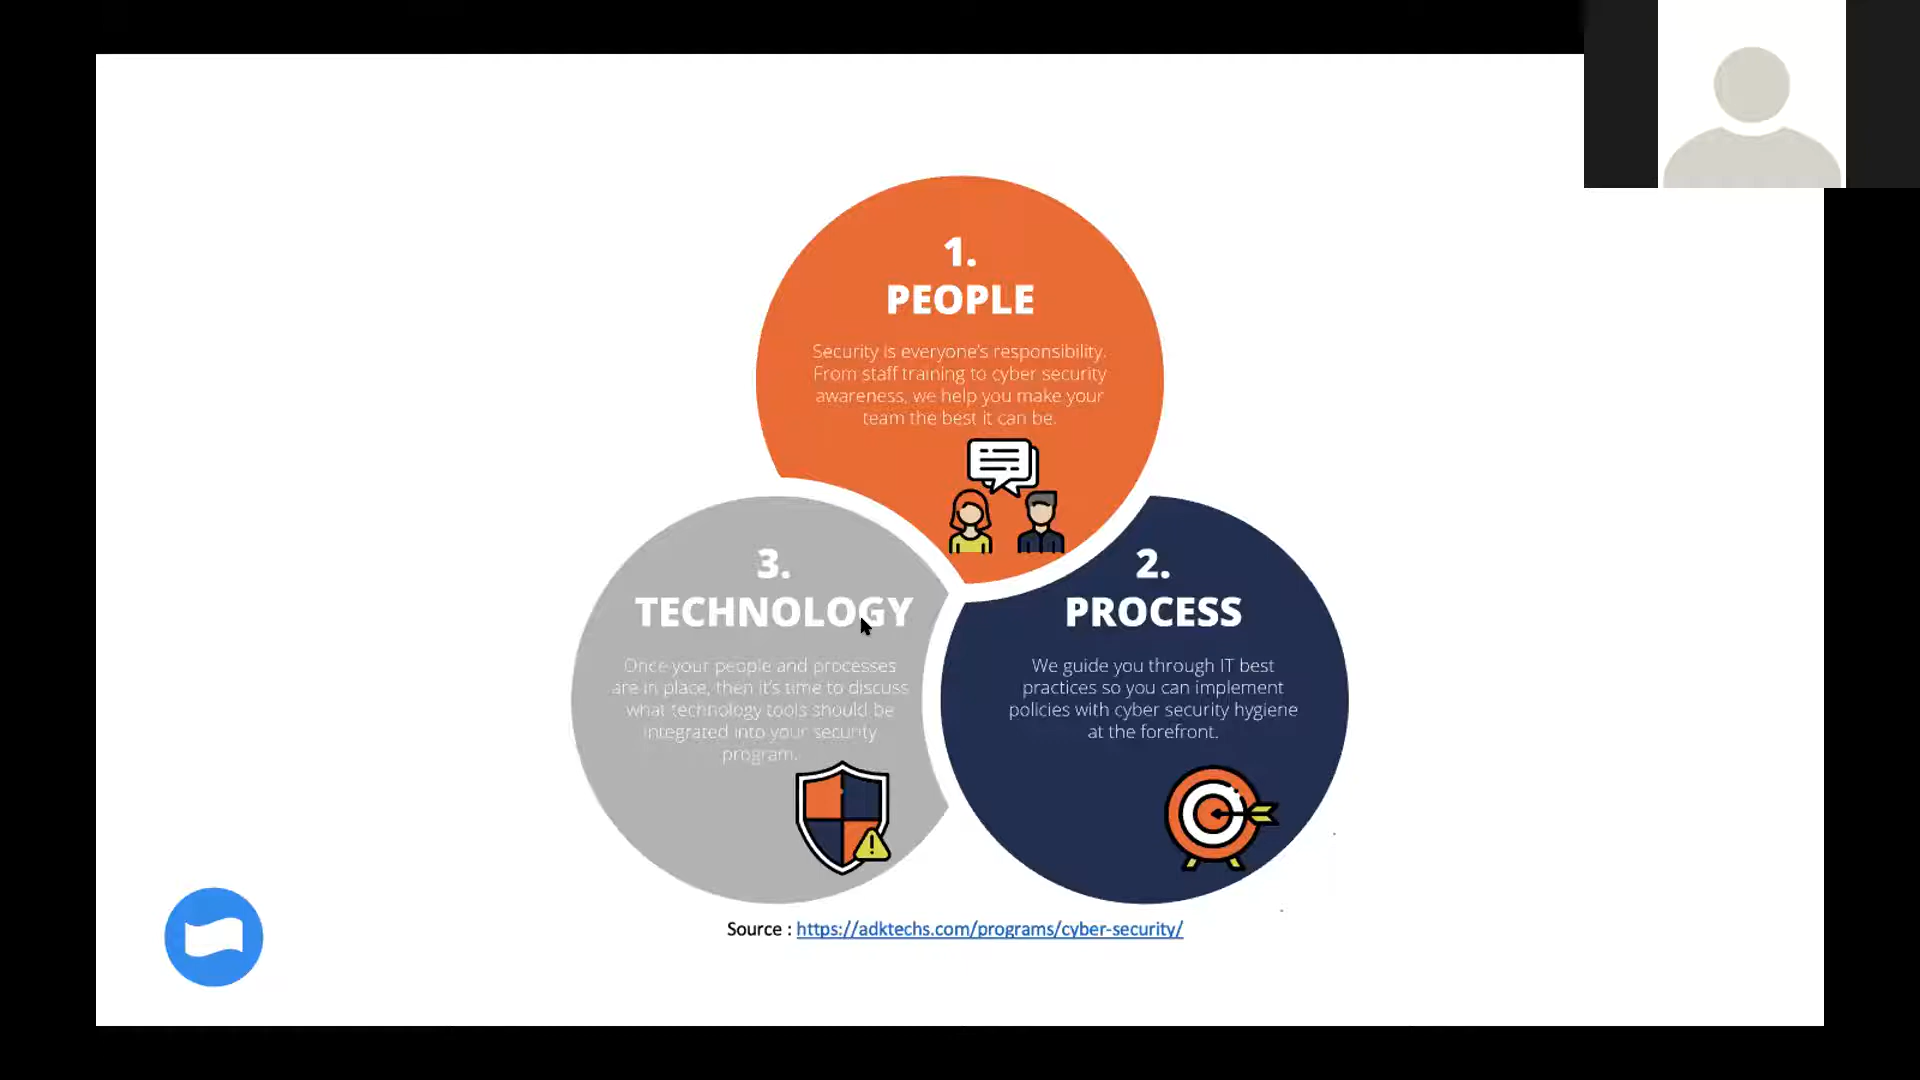 1.
PEOPLE
Security is everyone's responsibility.
From staff training to cyber security
awareness, we help you make your
team the best it can be.
3.
TECHNOLOGY
Once your people and processes
are in place, then it's time to discuss
what technology tools should be
integrated into your security
program.
2.
PROCESS
We guide you through IT best
practices so you can implement
policies with cyber security hygiene
at the forefront.
Source : https://adktechs.com/programs/cyber-security/